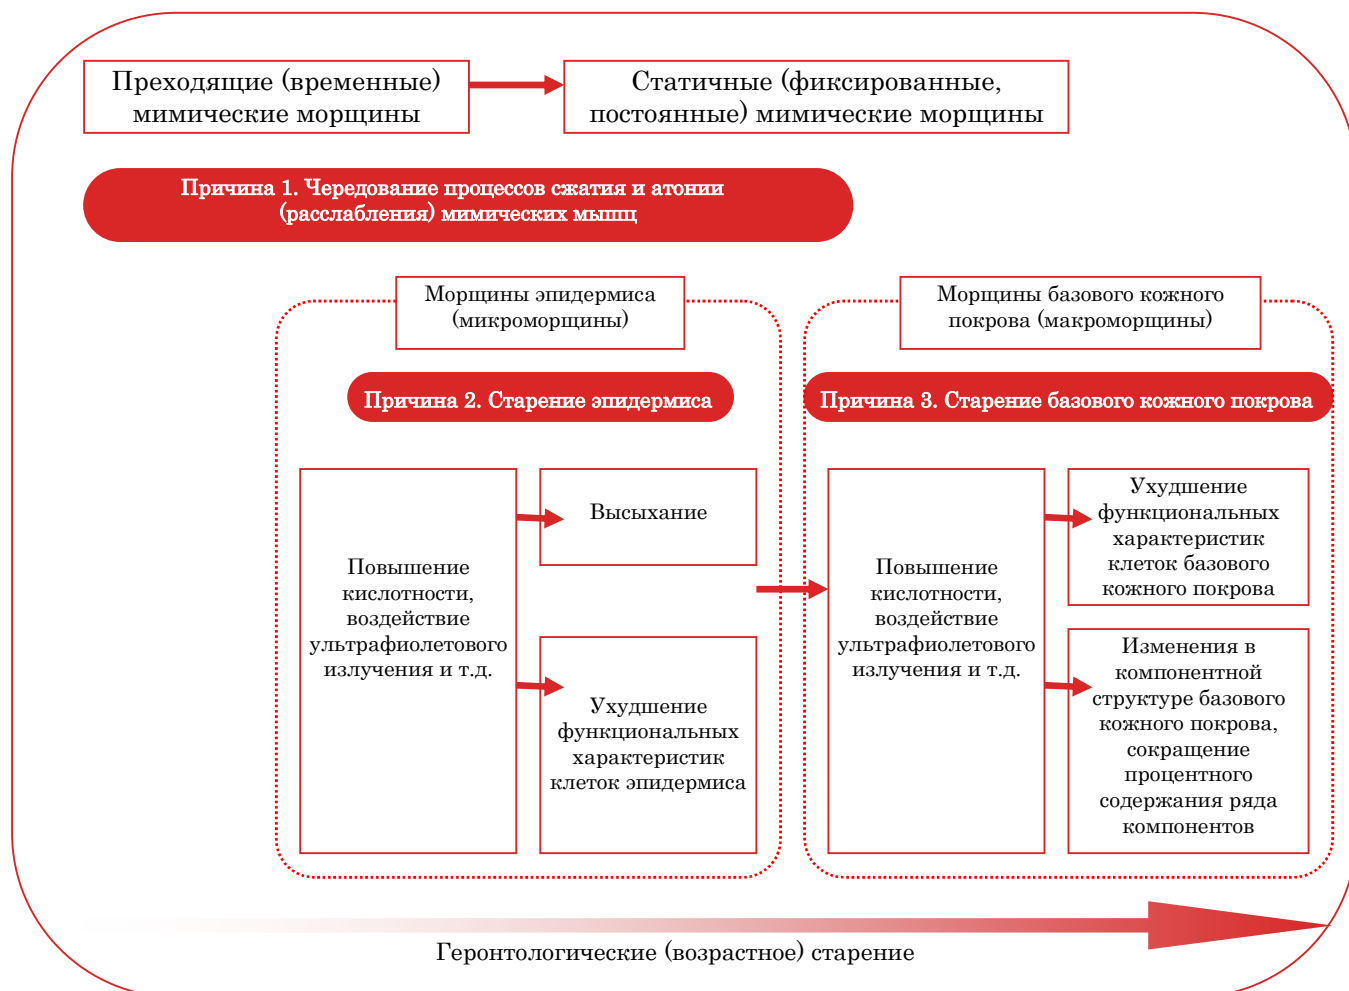 Преходящие (временные)
мимические морщины
Статичные (фиксированные,
постоянные) мимические морщины
Причина 1. Чередование процессов сжатия и атонии
(расслабления) мимических мышц
Морщины эпидермиса
(микроморщины)
Морщины базового кожного
покрова (макроморщины)
Причина 2. Старение эпидермиса
Причина 3. Старение базового кожного покрова
Повышение
кислотности,
воздействие
ультрафиолетового
излучения и т.д.
Высыхание
Ухудшение
функциональных
характеристик
клеток эпидермиса
Повышение
кислотности,
воздействие
ультрафиолетового
излучения и т.д.
Ухудшение
функциональных
характеристик
клеток базового
кожного покрова
Изменения в
компонентной
структуре базового
кожного покрова,
сокращение
процентного
содержания ряда
компонентов
Геронтологические (возрастное) старение